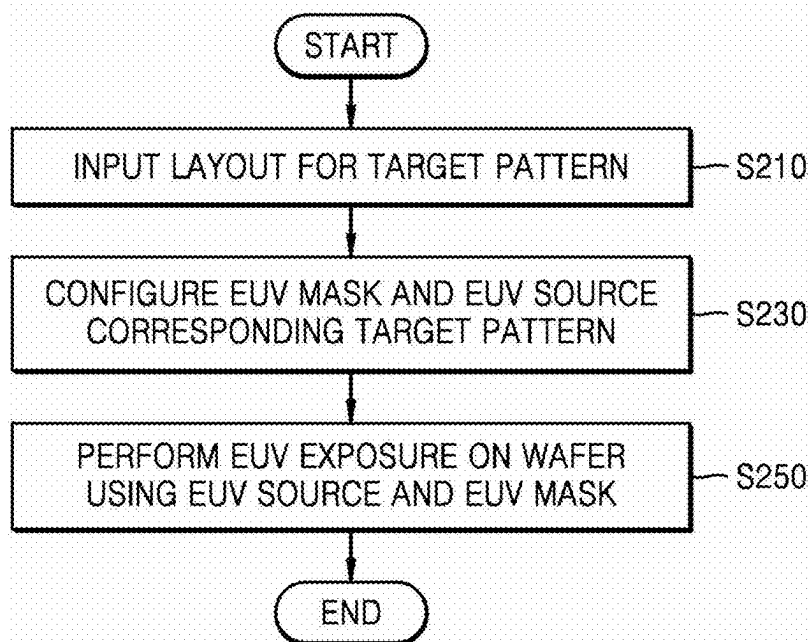 START
INPUT LAYOUT FOR TARGET PATTERN
S210
CONFIGURE EUV MASK AND EUV SOURCE
CORRESPONDING TARGET PATTERN
S230
PERFORM EUV EXPOSURE ON WAFER
USING EUV SOURCE AND EUV MASK
S250
END